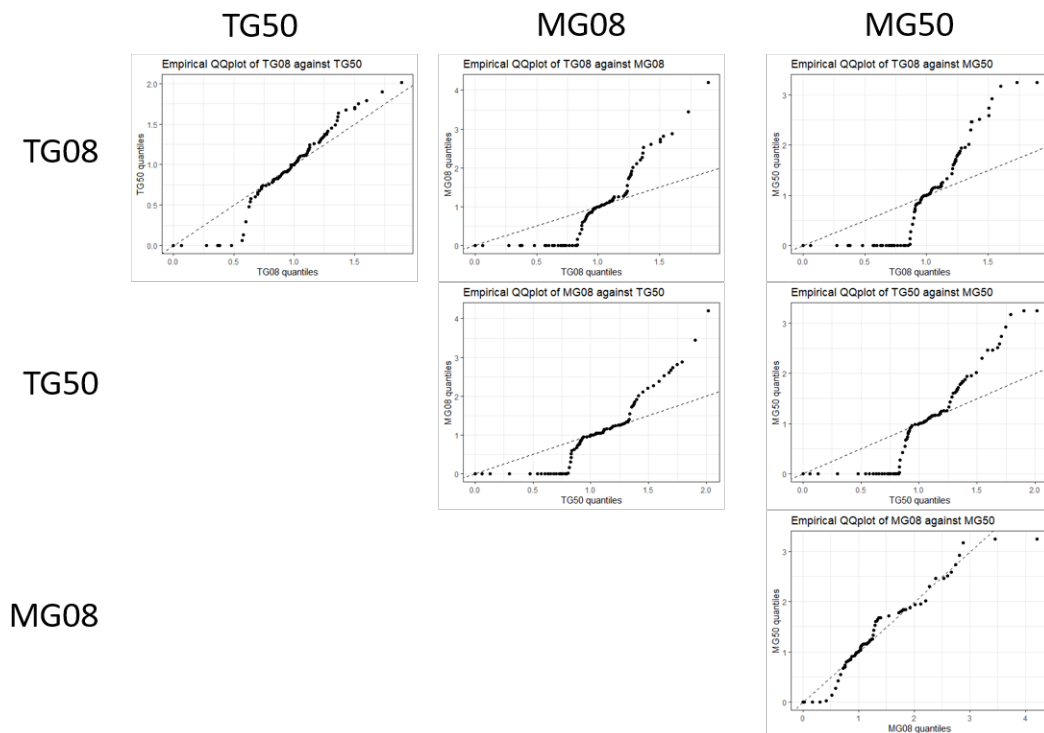 TG50 MG08 MG50
TG08
Empirical QQplot of TG08 against TG50
TG50 quantiles
2.0
1.5
1.0
0.5
0.0
0.0 0.5 1.0 1.5
TG08 quantiles
Empirical QQplot of TG08 against MG08
MG08 quantiles
4
3
2
1
0
0.0 0.5 1.0 1.5
TG08 quantiles
Empirical QQplot of TG08 against MG50
MG50 quantiles
3
2
1
0
0.0 0.5 1.0 1.5
TG08 quantiles
TG50
Empirical QQplot of MG08 against TG50
MG08 quantiles
4
3
2
1
0
0.0 0.5 1.0 1.5 2.0
TG50 quantiles
Empirical QQplot of TG50 against MG50
MG50 quantiles
3
2
1
0
0.0 0.5 1.0 1.5 2.0
TG50 quantiles
MG08
Empirical QQplot of MG08 against MG50
MG50 quantiles
3
2
1
0
0 1 2 3 4
MG08 quantiles